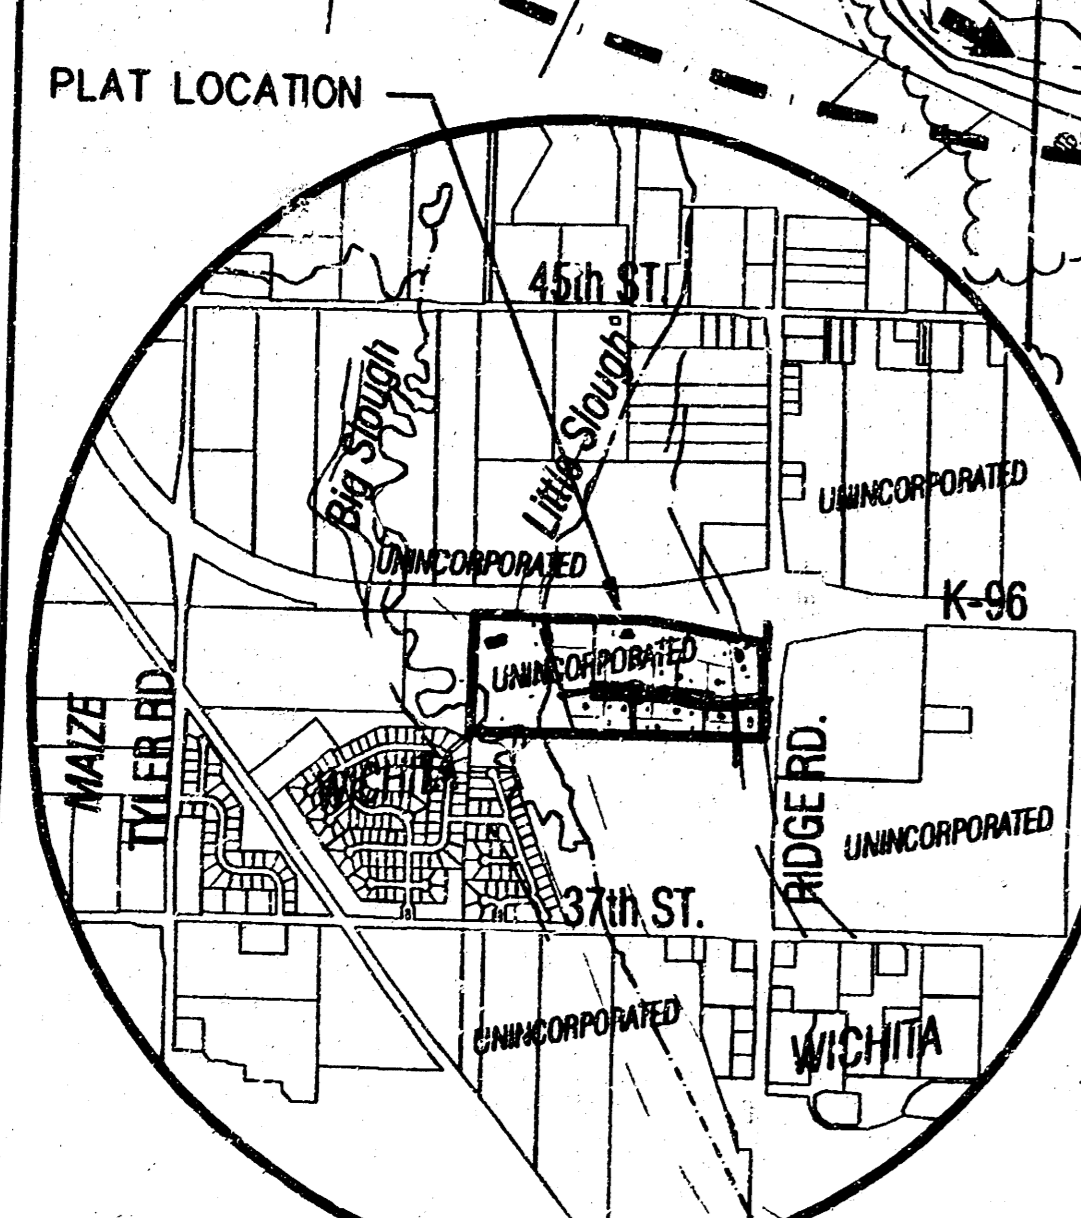 PLAT LOCATION
45th ST.
Big Slough
Little Slough
UNINCORPORATED
UNINCORPORATED
K-96
UNINCORPORATED
MAIZE
TYLER RD.
WICHITA
RIDGE RD.
UNINCORPORATED
37th ST.
UNINCORPORATED
WICHITA